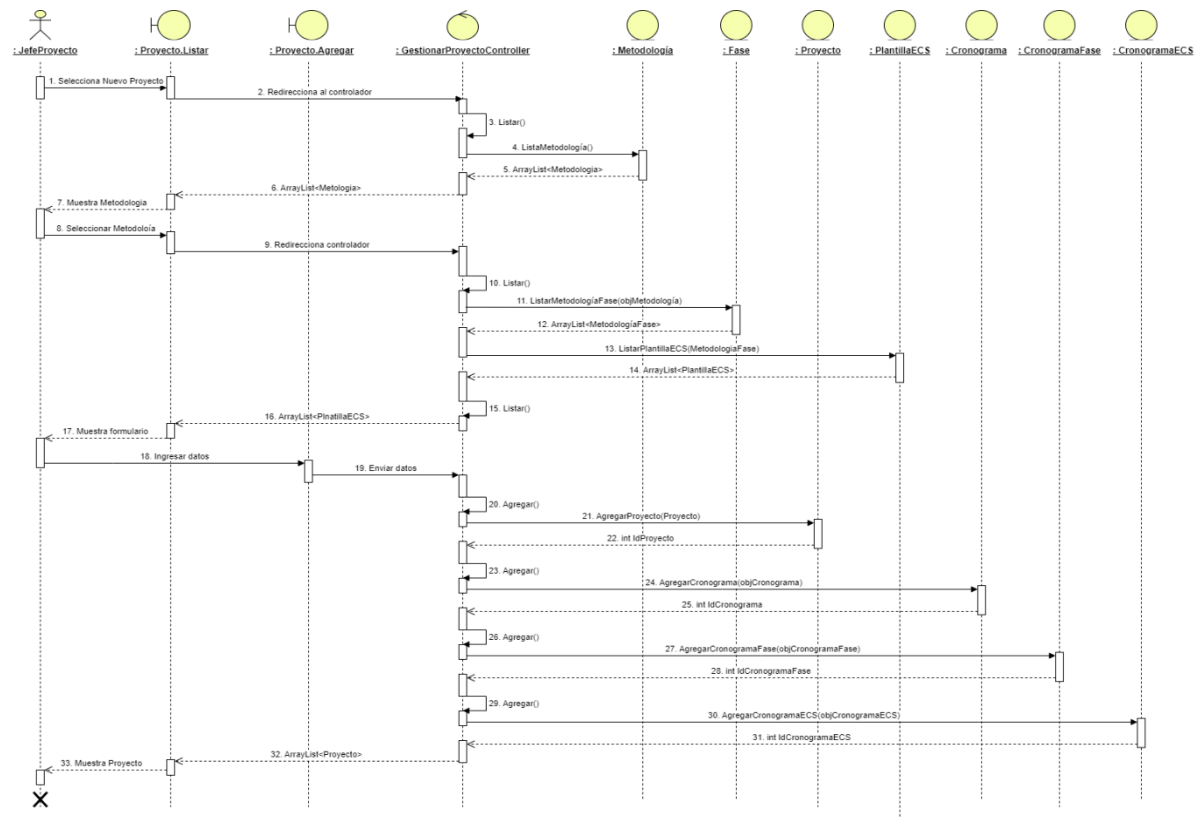 : JefeProyecto
: Proyecto.Listar
: Proyecto.Agregar
: GestionarProyectoController
: Metodología
: Fase
: Proyecto
: PlantillaECS
: Cronograma
: CronogramaFase
: CronogramaECS
1. Selecciona Nuevo Proyecto
2. Redirecciona al controlador
3. Listar()
4. ListaMetodología()
5. ArrayList<Metodologia>
6. ArrayList<Metologia>
7. Muestra Metodologia
8. Seleccionar Metodoloía
9. Redirecciona controlador
10. Listar()
11. ListarMetodologíaFase(objMetodología)
12. ArrayList<MetodologíaFase>
13. ListarPlantillaECS(MetodologiaFase)
14. ArrayList<PlantillaECS>
15. Listar()
16. ArrayList<PlnatillaECS>
17. Muestra formulario
18. Ingresar datos
19. Enviar datos
20. Agregar()
21. AgregarProyecto(Proyecto)
22. int IdProyecto
23. Agregar()
24. AgregarCronograma(objCronograma)
25. int IdCronograma
26. Agregar()
27. AgregarCronogramaFase(objCronogramaFase)
28. int IdCronogramaFase
29. Agregar()
30. AgregarCronogramaECS(objCronogramaECS)
31. int IdCronogramaECS
32. ArrayList<Proyecto>
33. Muestra Proyecto